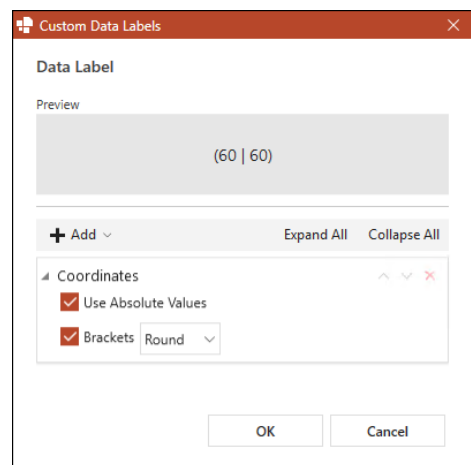 Custom Data Labels
Data Label
Preview
(60 | 60)
Add Expand All Collapse All
Coordinates
Use Absolute Values
Brackets Round
OK Cancel